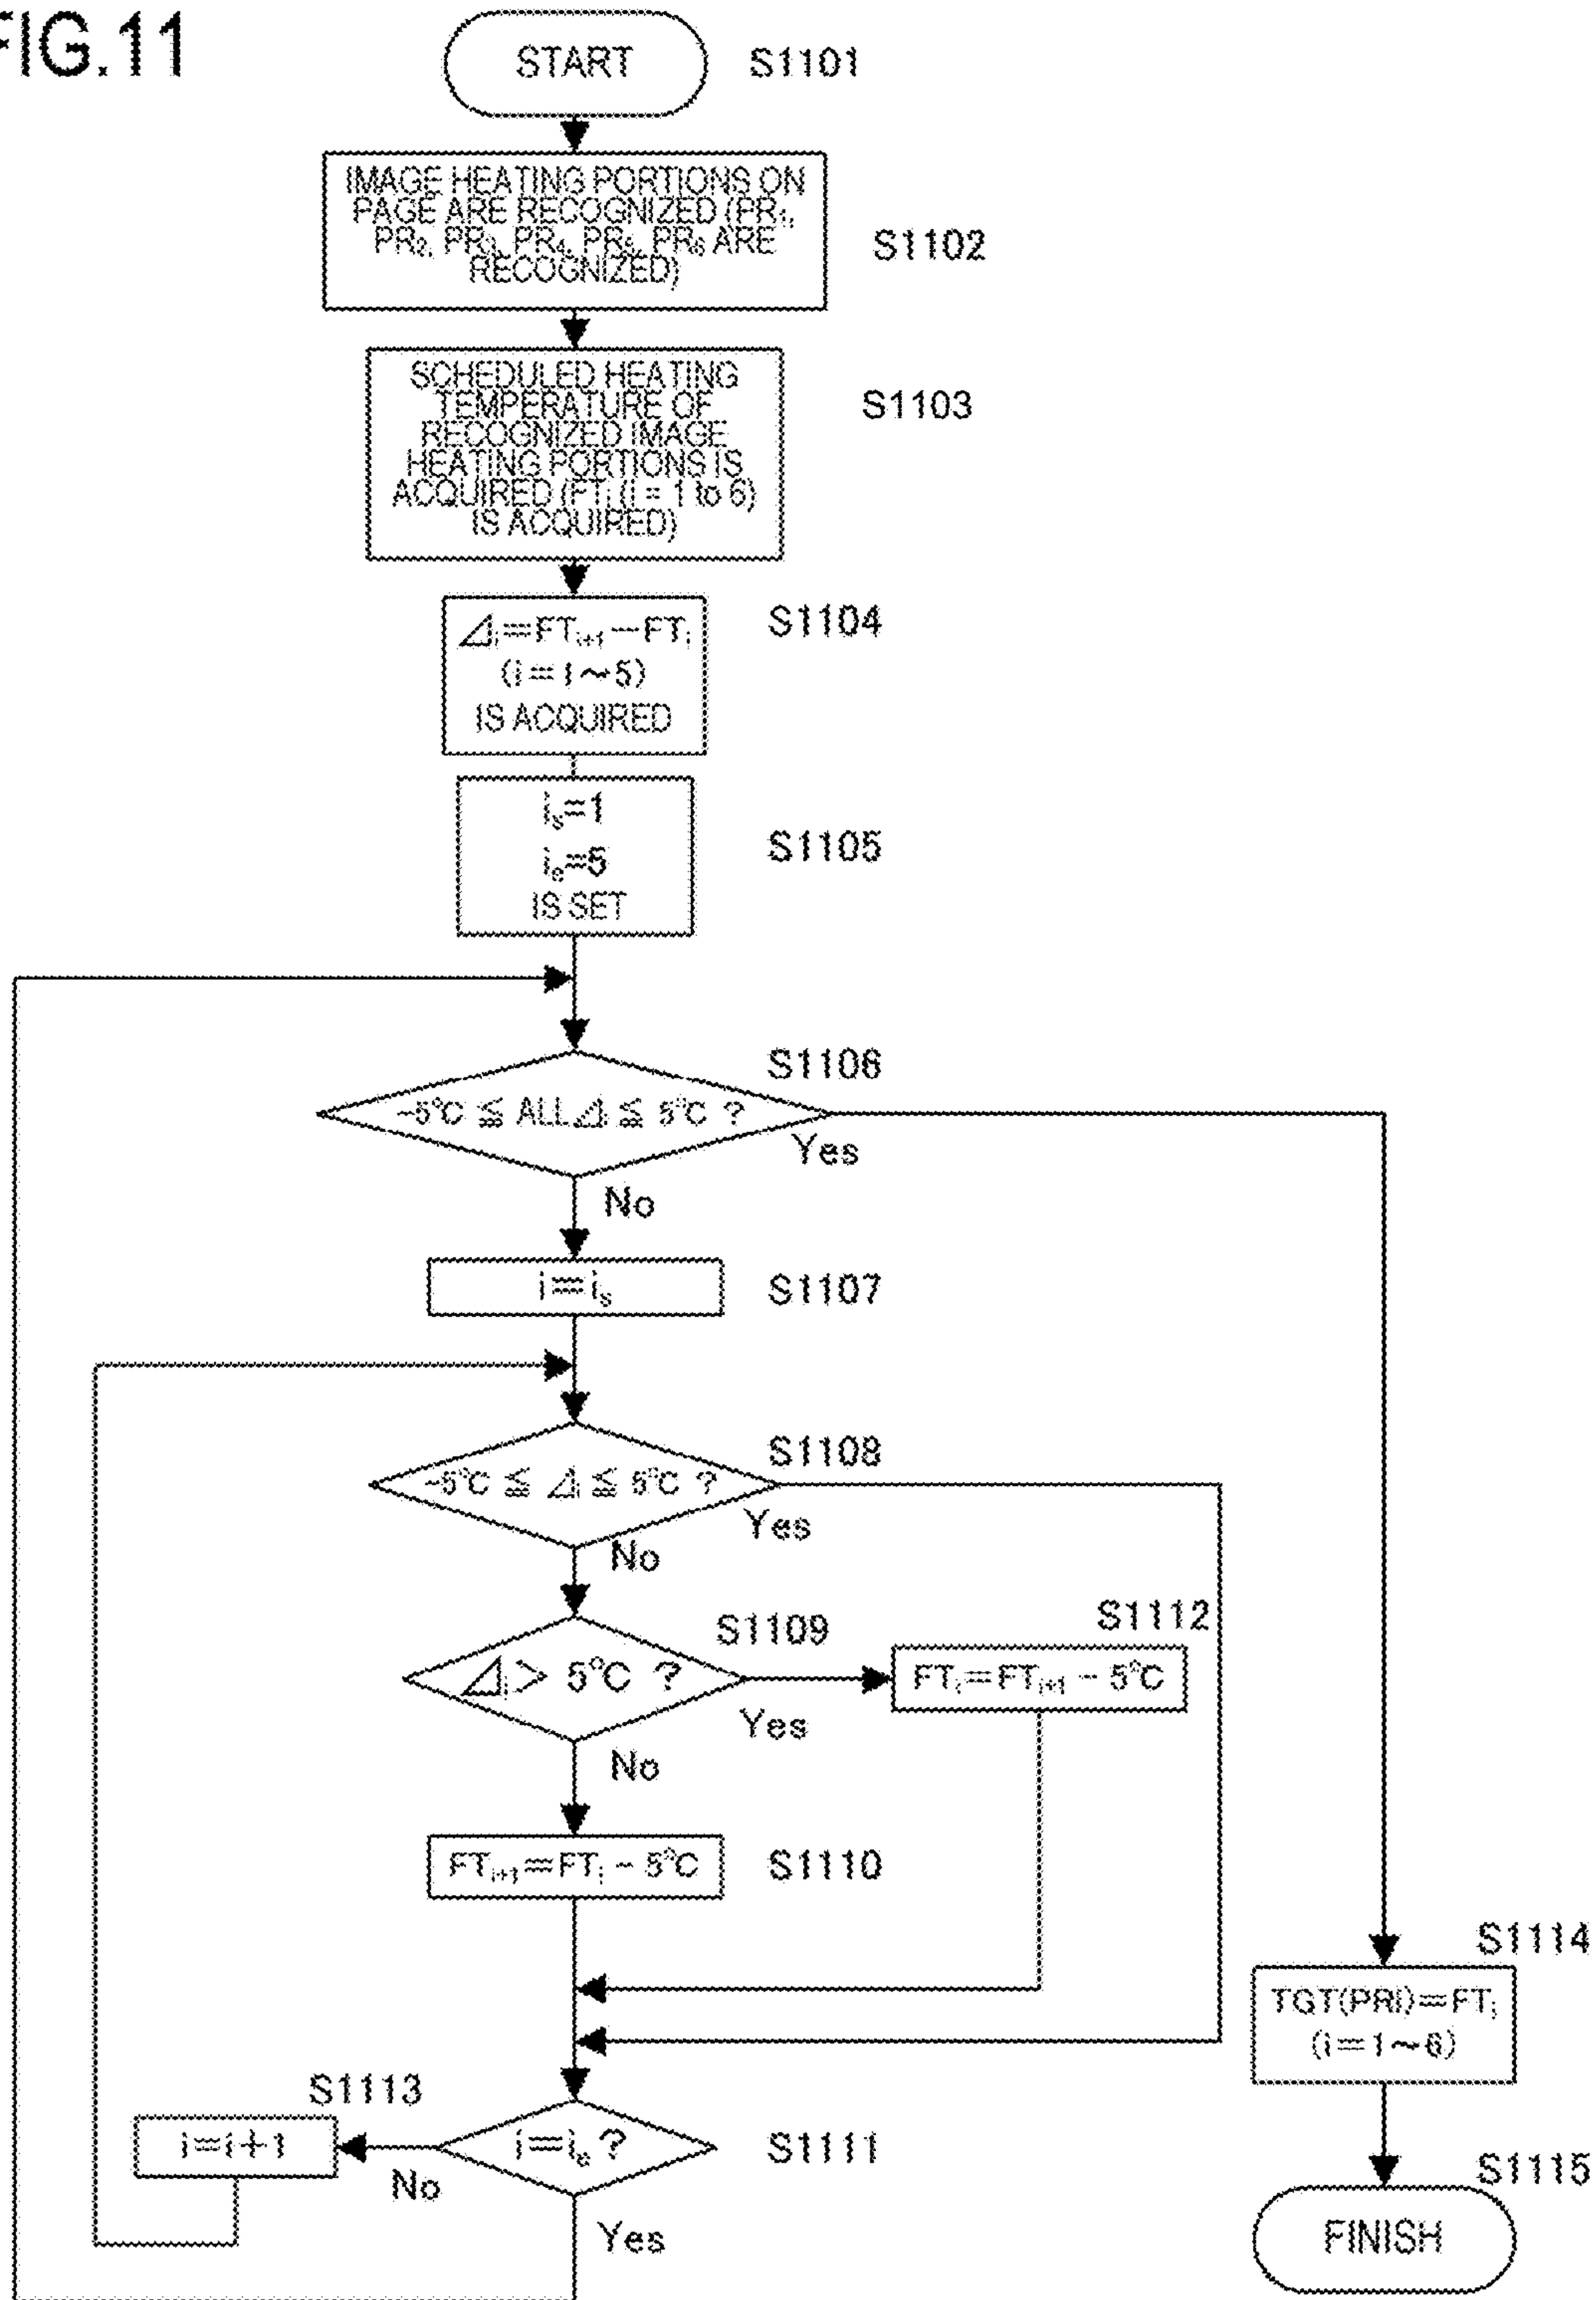 FIG.11
START
S1101
IMAGE HEATING PORTIONS ON
PAGE ARE RECOGNIZED (PR₁,
PR₂, PR₃, PR₄, PR₅, PR₆ ARE
RECOGNIZED)
S1102
SCHEDULED HEATING
TEMPERATURE OF
RECOGNIZED IMAGE
HEATING PORTIONS IS
ACQUIRED (FTᵢ (i = 1 to 6)
IS ACQUIRED)
S1103
⊿ᵢ=FTᵢ₊₁−FTᵢ
(i=1~5)
IS ACQUIRED
S1104
iₛ=1
iₑ=5
IS SET
S1105
S1106
-5°C ≦ ALL⊿ᵢ ≦ 5°C ?
Yes
No
i=iₛ
S1107
S1108
-5°C ≦ ⊿ᵢ ≦ 5°C ?
Yes
No
S1109
⊿ᵢ> 5°C ?
Yes
No
S1112
FTᵢ=FTᵢ₊₁ - 5°C
FTᵢ₊₁=FTᵢ - 5°C
S1110
S1114
TGT(PRI)=FTᵢ
(i=1~6)
S1113
i=i+1
i=iₑ ?
S1111
No
Yes
S1115
FINISH